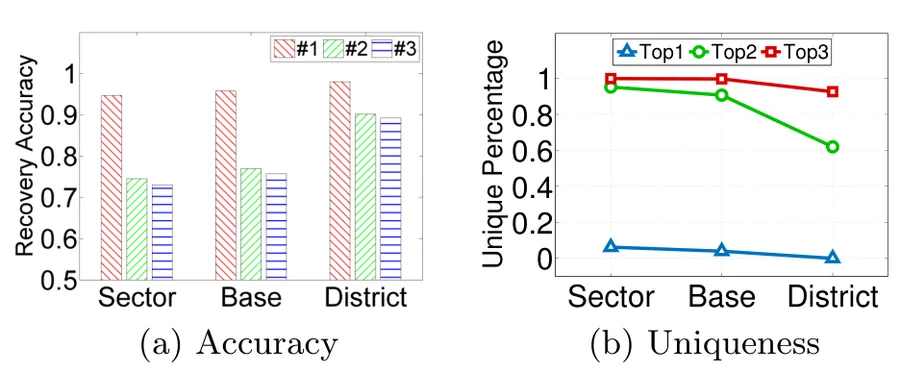 #1 #2 #3
Recovery Accuracy
1
0.9
0.8
0.7
0.6
0.5
Sector Base District
(a) Accuracy
Top1 Top2 Top3
Unique Percentage
1
0.8
0.6
0.4
0.2
0
Sector Base District
(b) Uniqueness